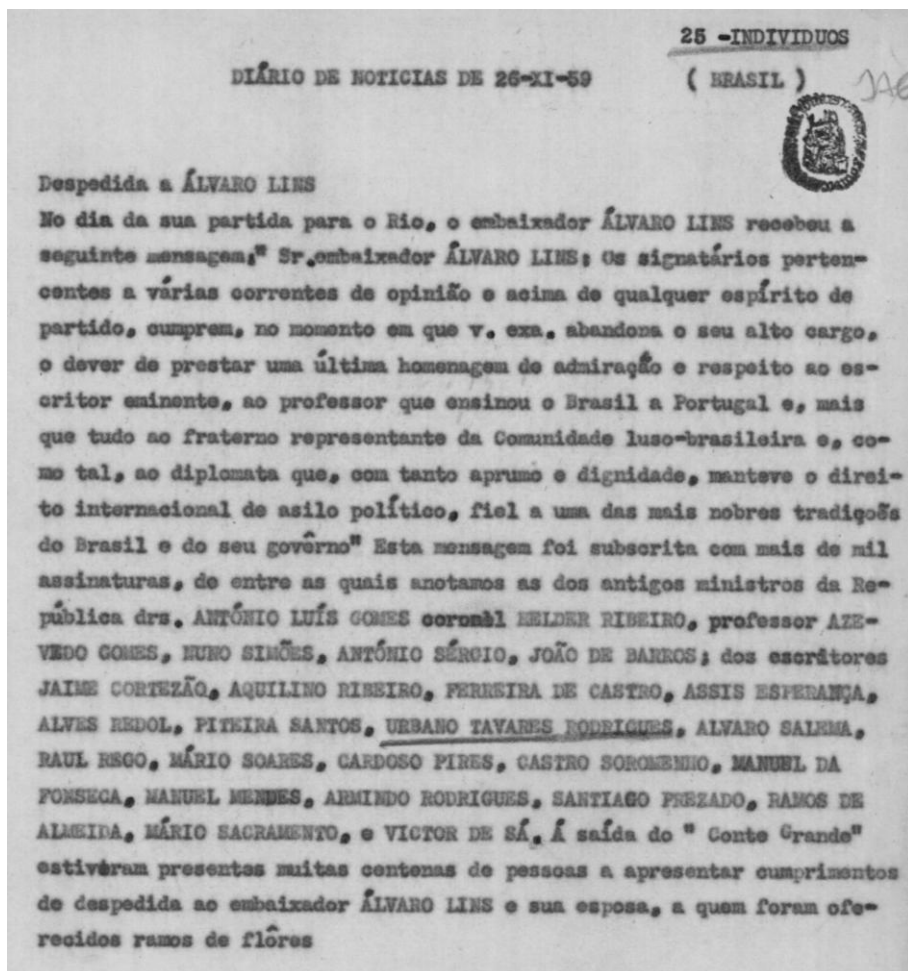 25 -INDIVIDUOS
DIÁRIO DE NOTICIAS DE 26-XI-59 ( BRASIL )
Despedida a ÁLVARO LINS
No dia da sua partida para o Rio, o embaixador ÁLVARO LINS recebeu a
seguinte mensagem;" Sr.embaixador ÁLVARO LINS; Os signatários perten-
centes a várias correntes de opinião e acima de qualquer espírito de
partido, cumprem, no momento em que v. exa. abandona o seu alto cargo,
o dever de prestar uma última homenagem de admiração e respeito ao es-
critor eminente, ao professor que ensinou o Brasil a Portugal e, mais
que tudo ao fraterno representante da Comunidade luso-brasileira e, co-
mo tal, ao diplomata que, com tanto aprumo e dignidade, manteve o direi-
to internacional de asilo político, fiel a uma das mais nobres tradições
do Brasil e do seu govêrno" Esta mensagem foi subscrita com mais de mil
assinaturas, de entre as quais anotamos as dos antigos ministros da Re-
pública drs. ANTÓNIO LUÍS GOMES coronel HELDER RIBEIRO, professor AZE-
VEDO GOMES, NUNO SIMÕES, ANTÓNIO SÉRGIO, JOÃO DE BARROS; dos escritores
JAIME CORTEZÃO, AQUILINO RIBEIRO, FERREIRA DE CASTRO, ASSIS ESPERANÇA,
ALVES REDOL, PITEIRA SANTOS, URBANO TAVARES RODRIGUES, ALVARO SALEMA,
RAUL REGO, MÁRIO SOARES, CARDOSO PIRES, CASTRO SOROMENHO, MANUEL DA
FONSECA, MANUEL MENDES, ARMINDO RODRIGUES, SANTIAGO PREZADO, RAMOS DE
ALMEIDA, MÁRIO SACRAMENTO, e VICTOR DE SÁ. Á saída do " Conte Grande"
estivéram presentes muitas centenas de pessoas a apresentar cumprimentos
de despedida ao embaixador ÁLVARO LINS e sua esposa, a quem foram ofe-
recidos ramos de flôres